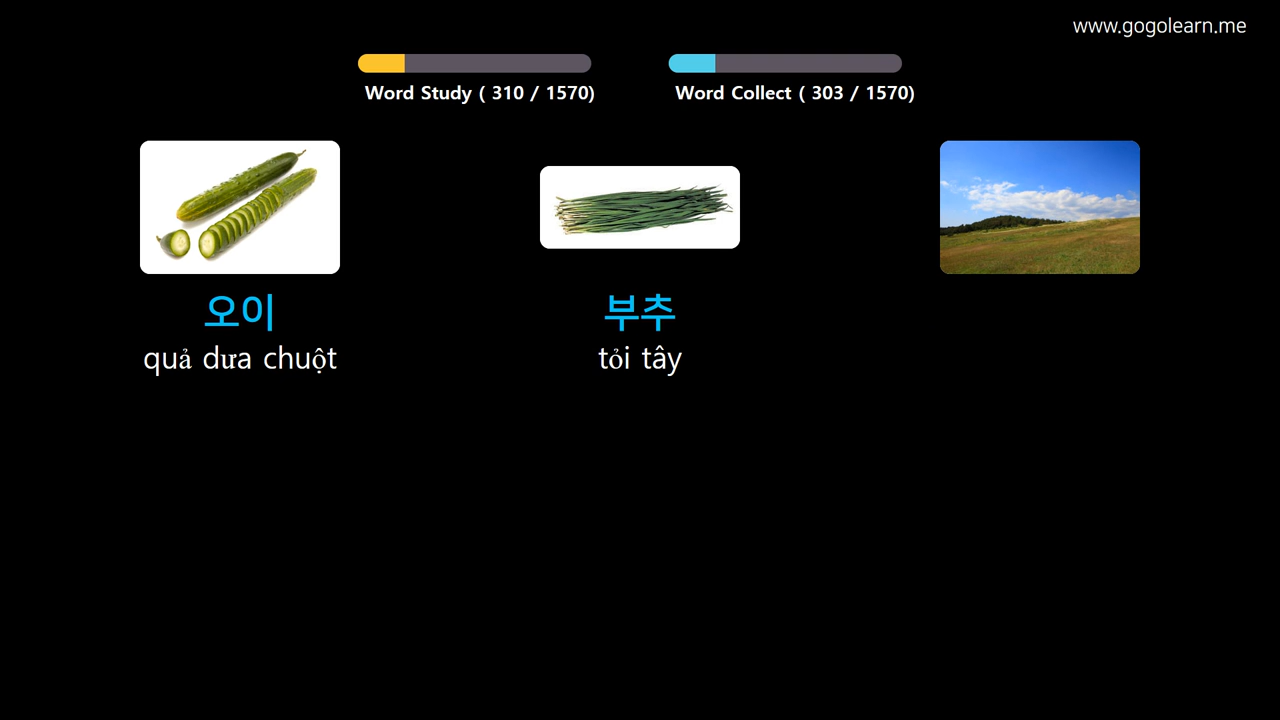 www.gogolearn.me
Word Study ( 310 / 1570)
Word Collect ( 303 / 1570)
오이
부추
quả dưa chuột
tỏi tây